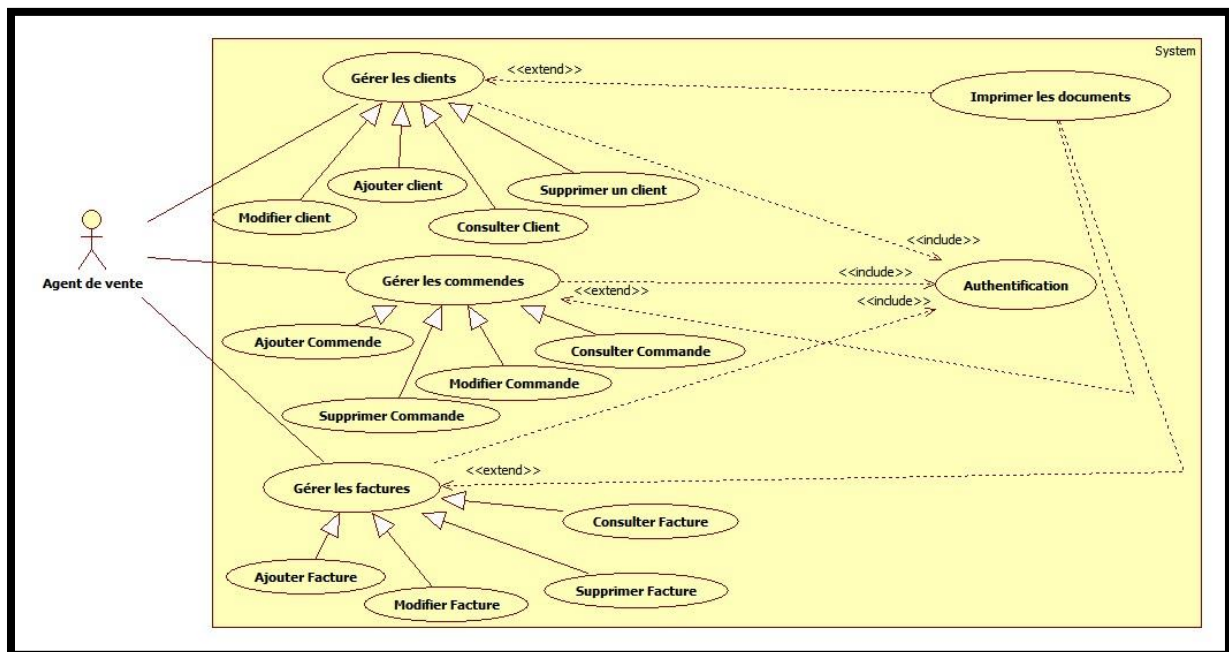 System
Gérer les clients
<<extend>>
Imprimer les documents
Ajouter client
Supprimer un client
Modifier client
Consulter Client
Agent de vente
<<include>>
Gérer les commendes
<<include>>
<<extend>>
<<include>>
Authentification
Ajouter Commende
Consulter Commande
Modifier Commande
Supprimer Commande
<<extend>>
Gérer les factures
Consulter Facture
Ajouter Facture
Supprimer Facture
Modifier Facture